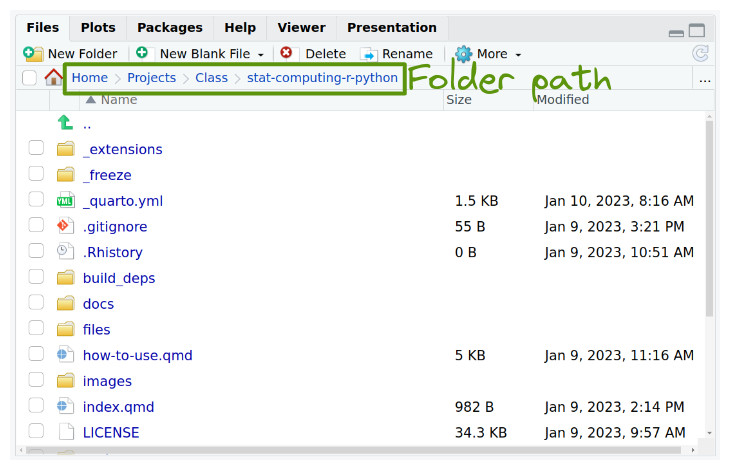 Files Plots Packages Help Viewer Presentation
New Folder New Blank File Delete Rename More
Home Projects Class stat-computing-r-python ... Folder path
Name Size Modified
..
_extensions
_freeze
_quarto.yml 1.5 KB Jan 10, 2023, 8:16 AM
.gitignore 55 B Jan 9, 2023, 3:21 PM
.Rhistory 0 B Jan 9, 2023, 10:51 AM
build_deps
docs
files
how-to-use.qmd 5 KB Jan 9, 2023, 11:16 AM
images
index.qmd 982 B Jan 9, 2023, 2:14 PM
LICENSE 34.3 KB Jan 9, 2023, 9:57 AM